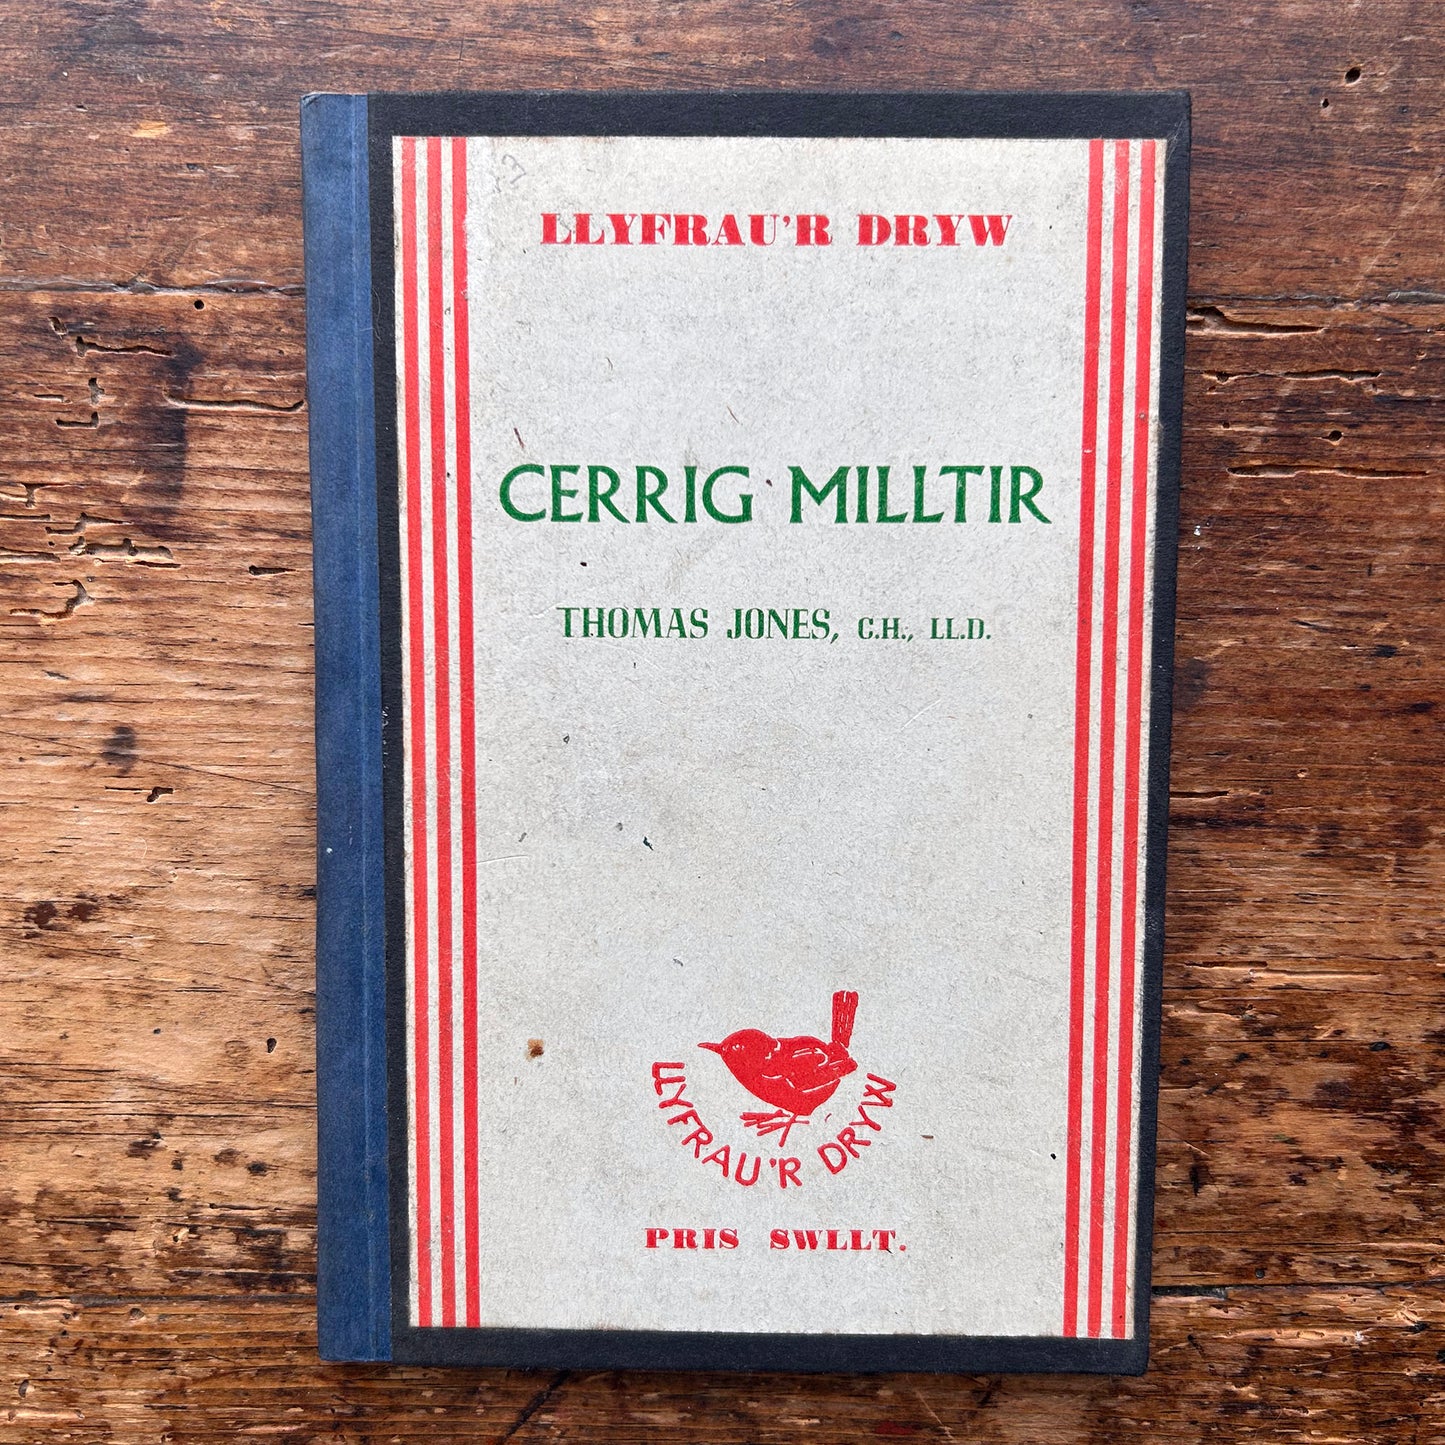 LLYFRAU'R DRYW
CERRIG MILLTIR
THOMAS JONES, C.H., LL.D.
LLYFRAU'R DRYW
PRIS SWLLT.